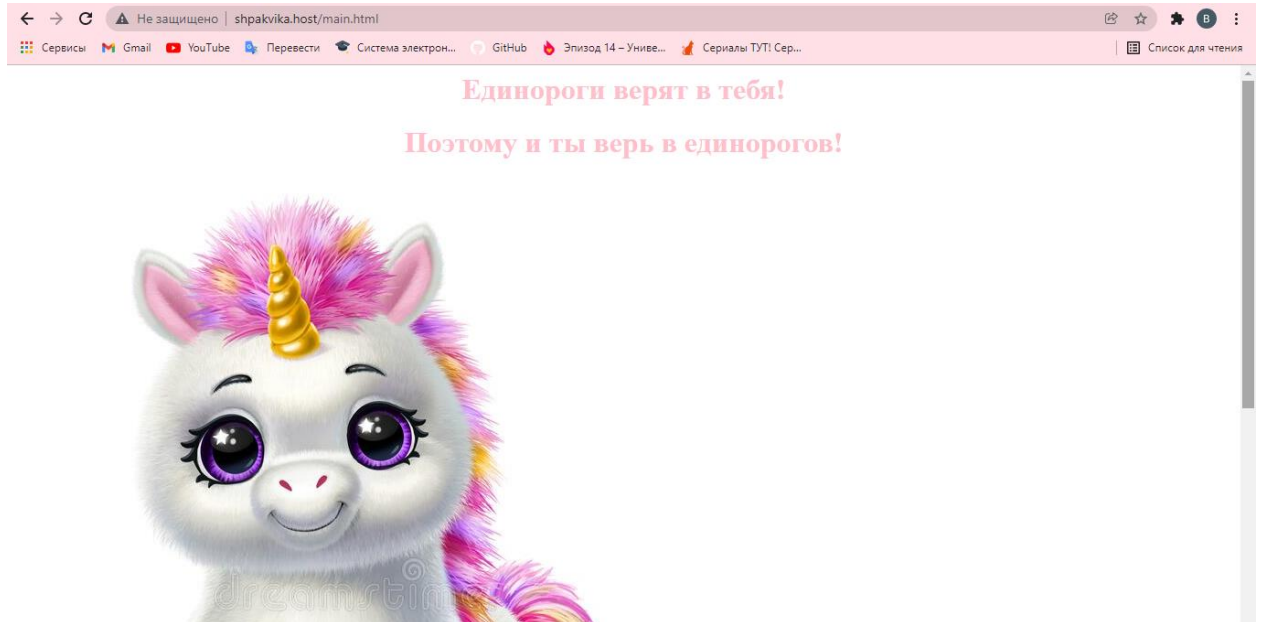 Не защищено | shpakvika.host/main.html
B
Сервисы Gmail YouTube Перевести Система электрон... GitHub Эпизод 14 – Униве... Сериалы ТУТ! Сер... Список для чтения
Единороги верят в тебя!
Поэтому и ты верь в единорогов!
dreamstime